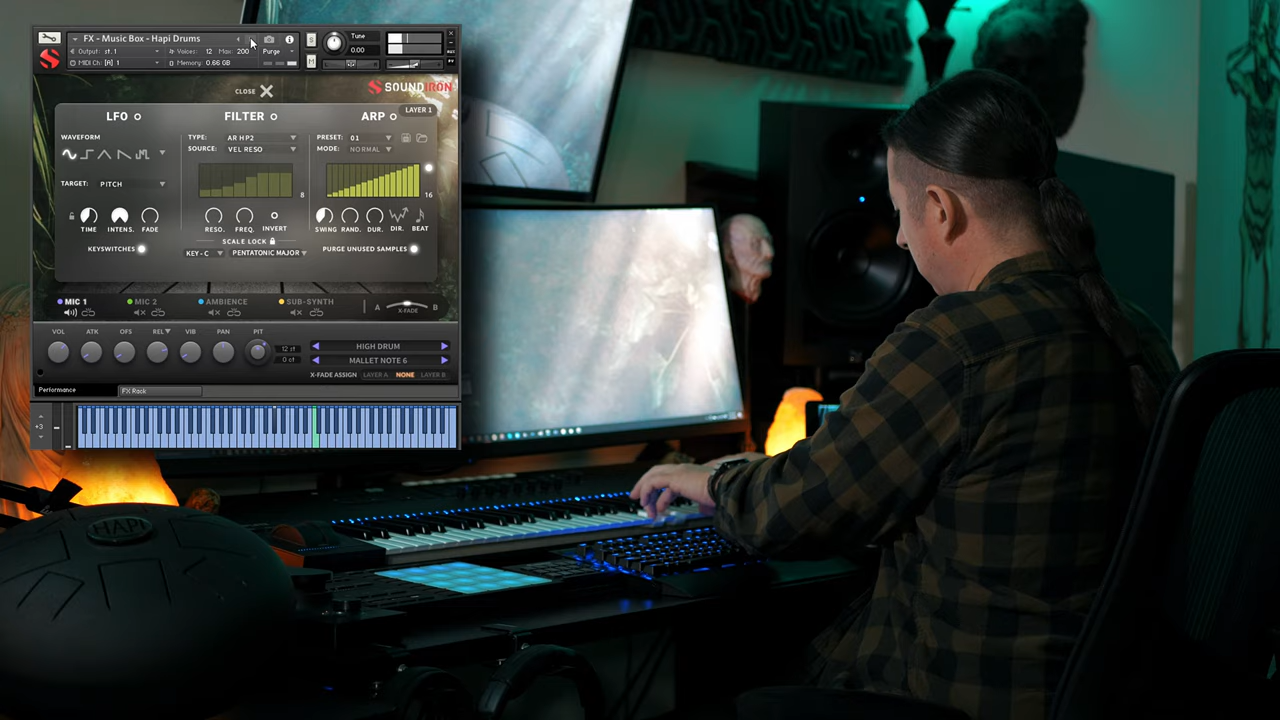 FX - Music Box - Hapi Drums
Output: st. 1 Voices: 12 Max: 200 Purge
MIDI Ch: [A] 1 Memory: 0.66 GB
S
M
Tune
0.00
CLOSE
SOUNDIRON
LAYER 1
LFO FILTER ARP
WAVEFORM
TYPE: AR HP2
SOURCE: VEL RESO
PRESET: 01
MODE: NORMAL
TARGET: PITCH
8
16
TIME INTENS. FADE
RESO. FREQ. INVERT
SWING RAND. DUR. DIR. BEAT
KEYSWITCHES
SCALE LOCK
PURGE UNUSED SAMPLES
KEY - C PENTATONIC MAJOR
MIC 1 MIC 2 AMBIENCE SUB-SYNTH
A X-FADE B
VOL ATK OFS REL VIB PAN PIT
12 st
0 ct
HIGH DRUM
MALLET NOTE 6
X-FADE ASSIGN LAYER A NONE LAYER B
Performance FX Rack
+3
HAPI